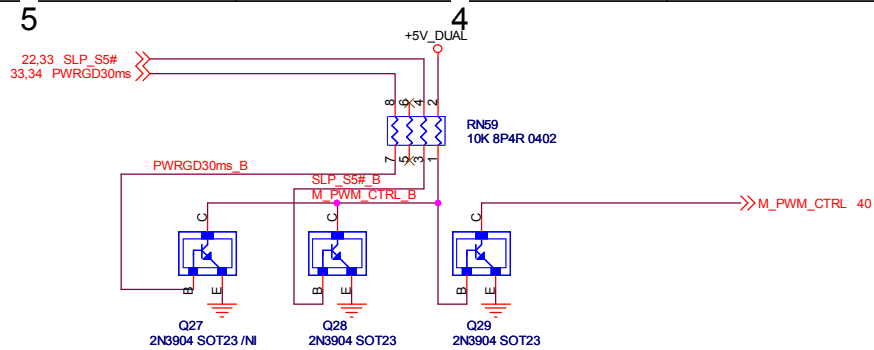 5
4
+5V_DUAL
22,33 SLP_S5#
33,34 PWRGD30ms
8 6 4 2
RN59
10K 8P4R 0402
7 5 3 1
PWRGD30ms_B
SLP_S5#_B
M_PWM_CTRL_B
M_PWM_CTRL 40
C C C
B E B E B E
Q27 Q28 Q29
2N3904 SOT23 /NI 2N3904 SOT23 2N3904 SOT23